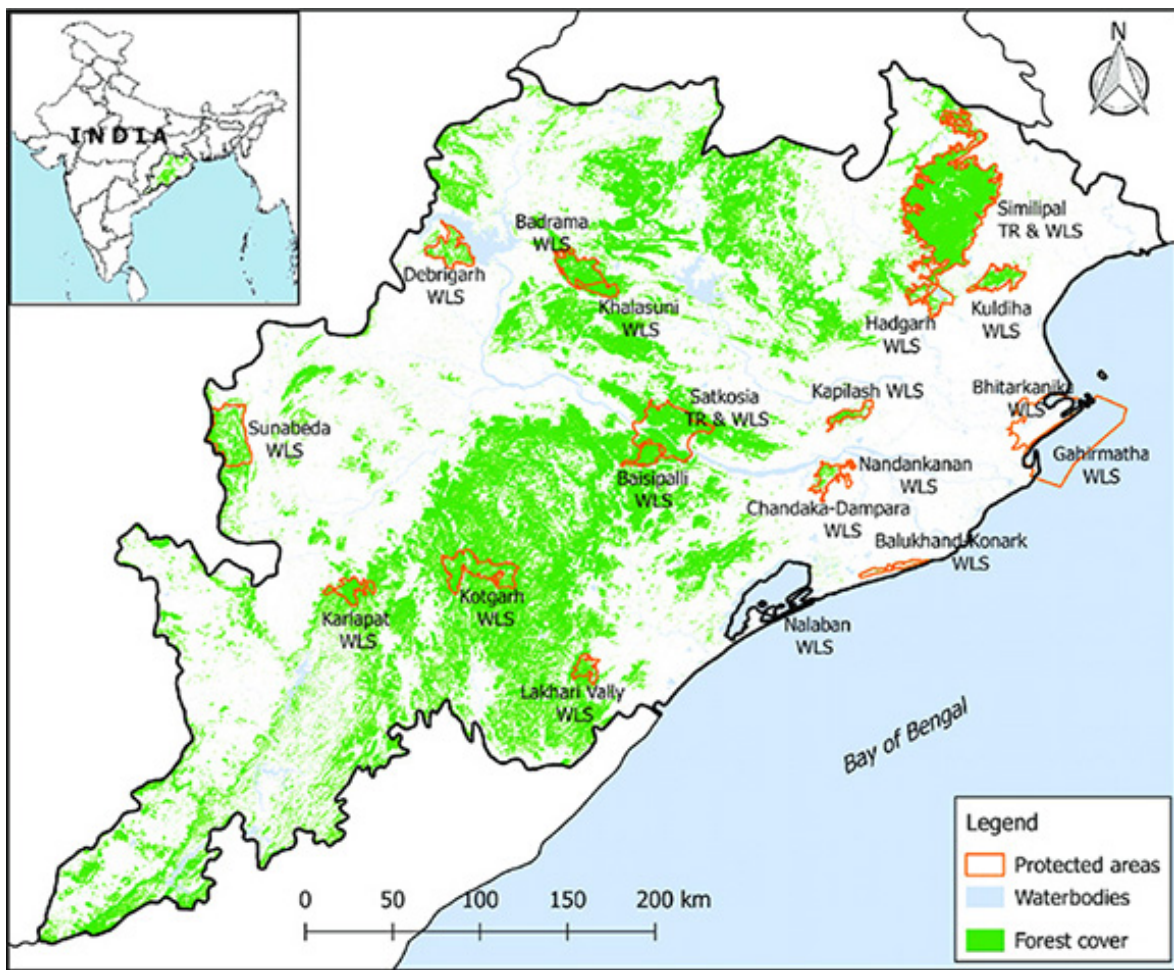 INDIA
N
Similipal
TR & WLS
Badrama
WLS
Debrigarh
WLS
Khalasuni
WLS
Hadgarh
WLS
Kuldiha
WLS
Satkosia
TR & WLS
Kapilash WLS
Bhitarkanika
WLS
Sunabeda
WLS
Gahirmatha
WLS
Baisipalli
WLS
Nandankanan
WLS
Chandaka-Dampara
WLS
Balukhand-Konark
WLS
Kotgarh
WLS
Karlapat
WLS
Nalaban
WLS
Lakhari Vally
WLS
Bay of Bengal
0 50 100 150 200 km
Legend
Protected areas
Waterbodies
Forest cover